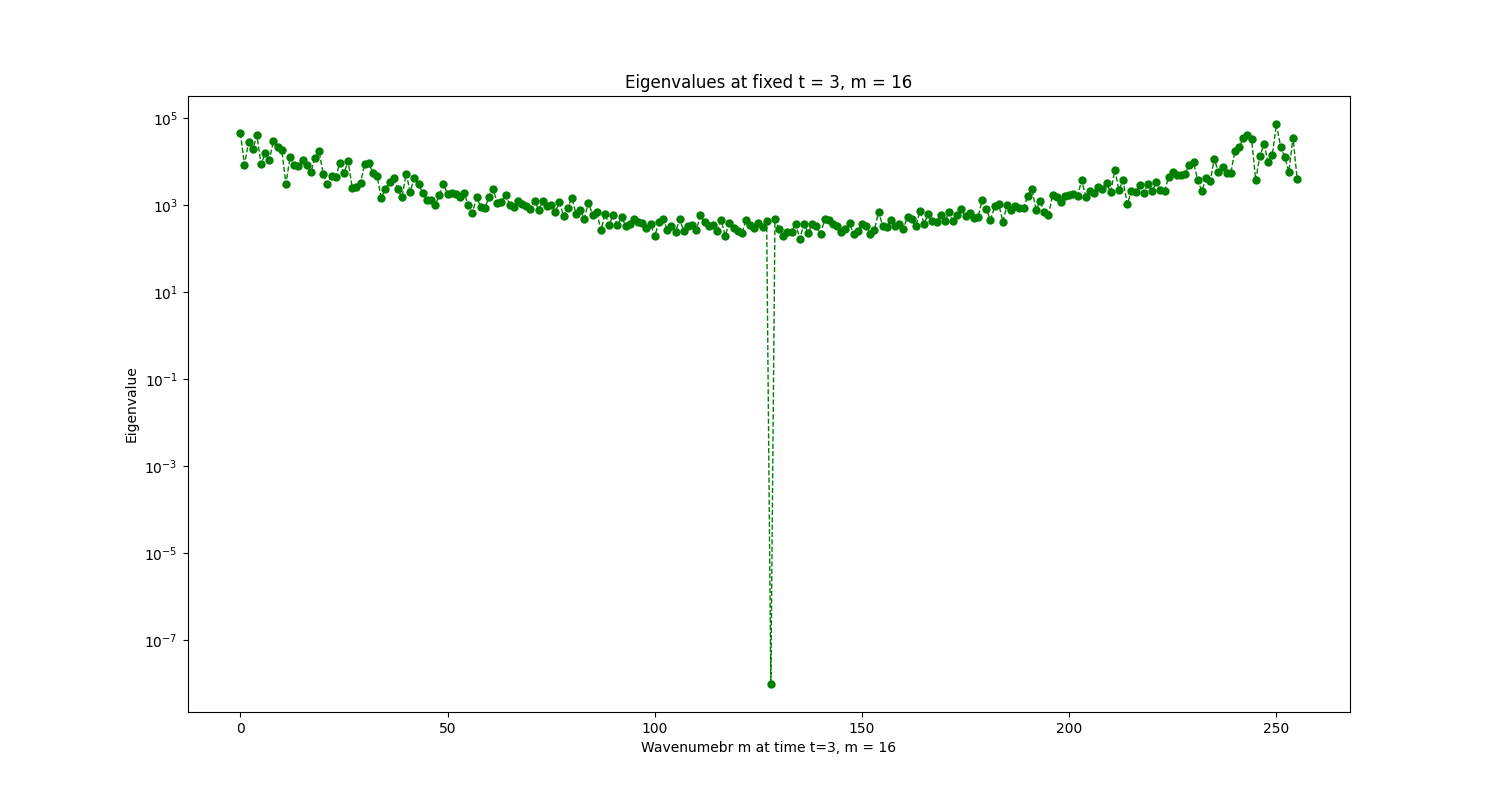 Eigenvalues at fixed t = 3, m = 16
10^5
10^3
10^1
10^-1
10^-3
10^-5
10^-7
Eigenvalue
0 50 100 150 200 250
Wavenumebr m at time t=3, m = 16